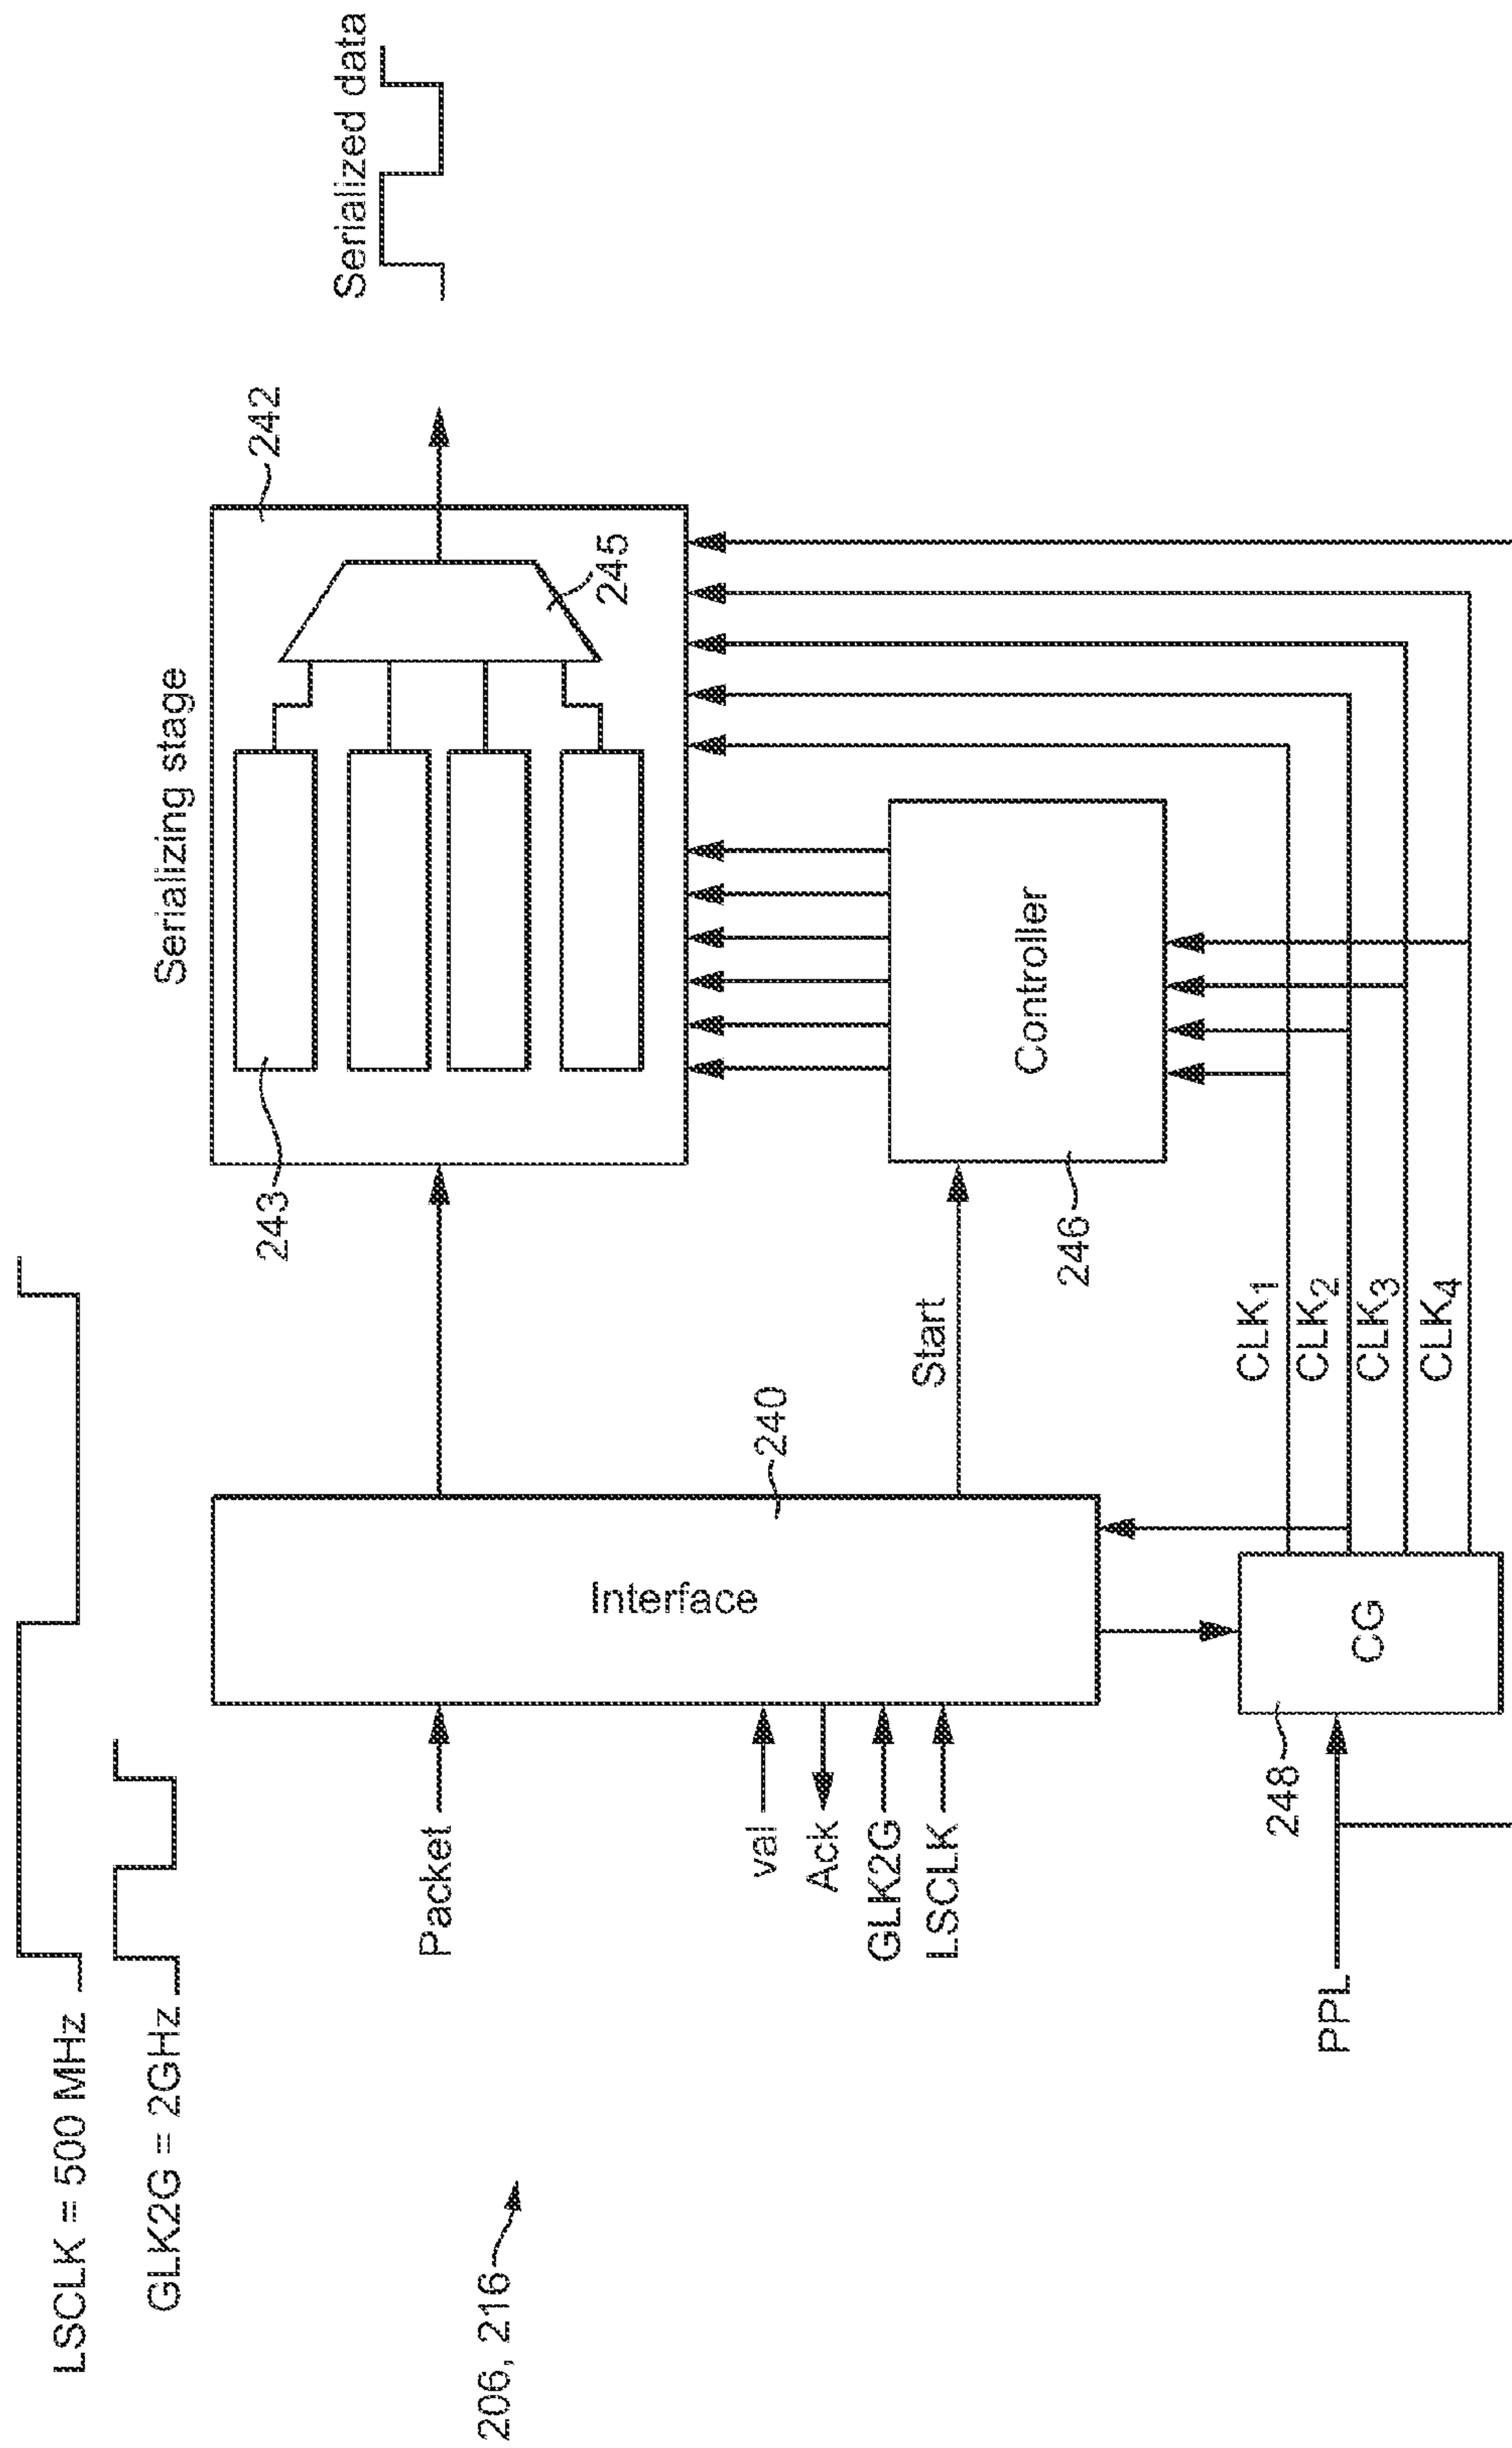 LSCLK = 500 MHz
GLK2G = 2GHz
206, 216
Packet
val
Ack
GLK2G
LSCLK
PPL
248
CG
Interface
240
Start
CLK1
CLK2
CLK3
CLK4
243
Serializing stage
242
245
Controller
246
Serialized data